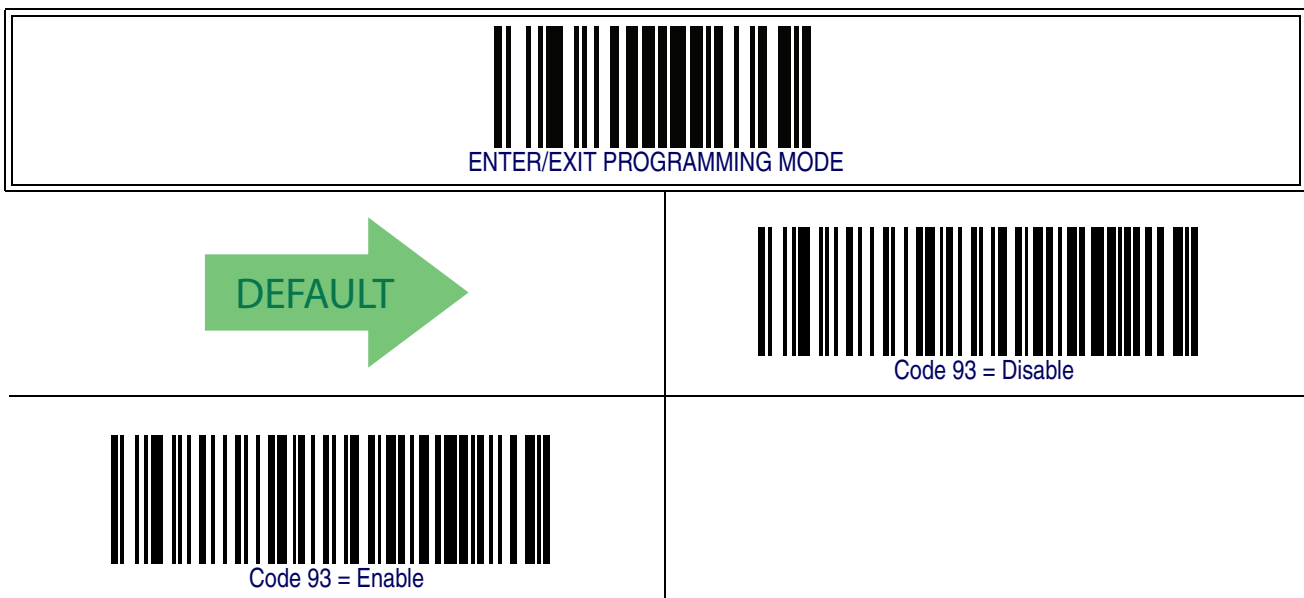 ENTER/EXIT PROGRAMMING MODE
DEFAULT
Code 93 = Disable
Code 93 = Enable